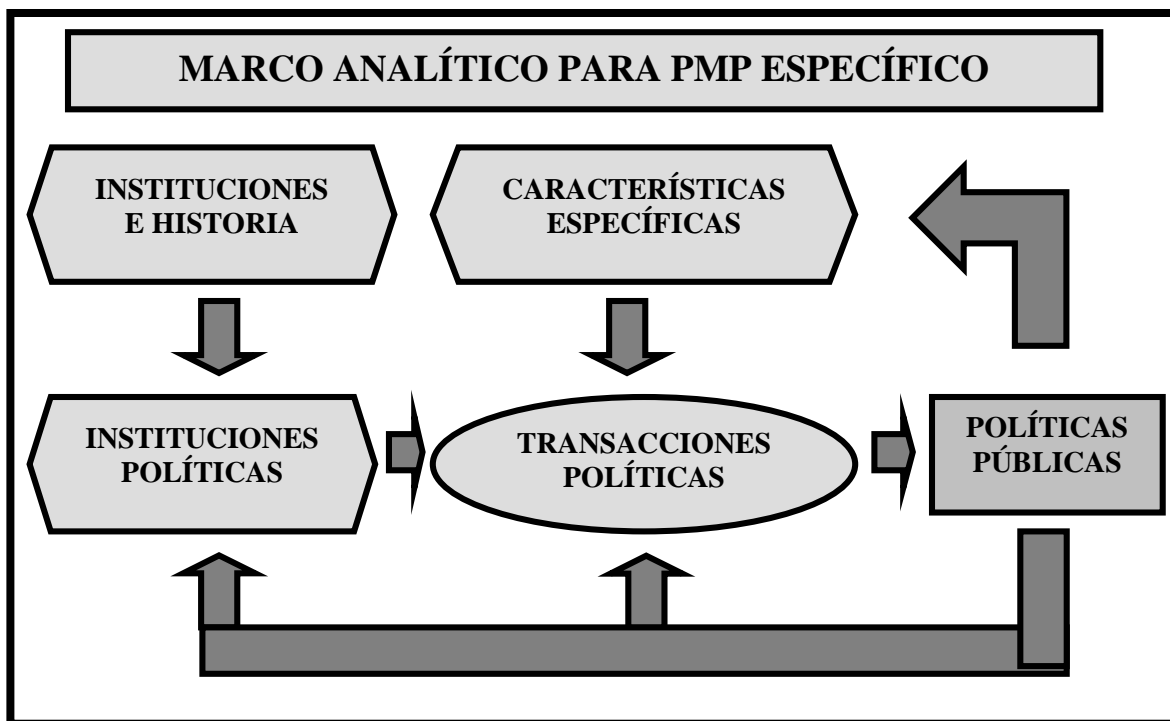 MARCO ANALÍTICO PARA PMP ESPECÍFICO
INSTITUCIONES
E HISTORIA
CARACTERÍSTICAS
ESPECÍFICAS
INSTITUCIONES
POLÍTICAS
TRANSACCIONES
POLÍTICAS
POLÍTICAS
PÚBLICAS